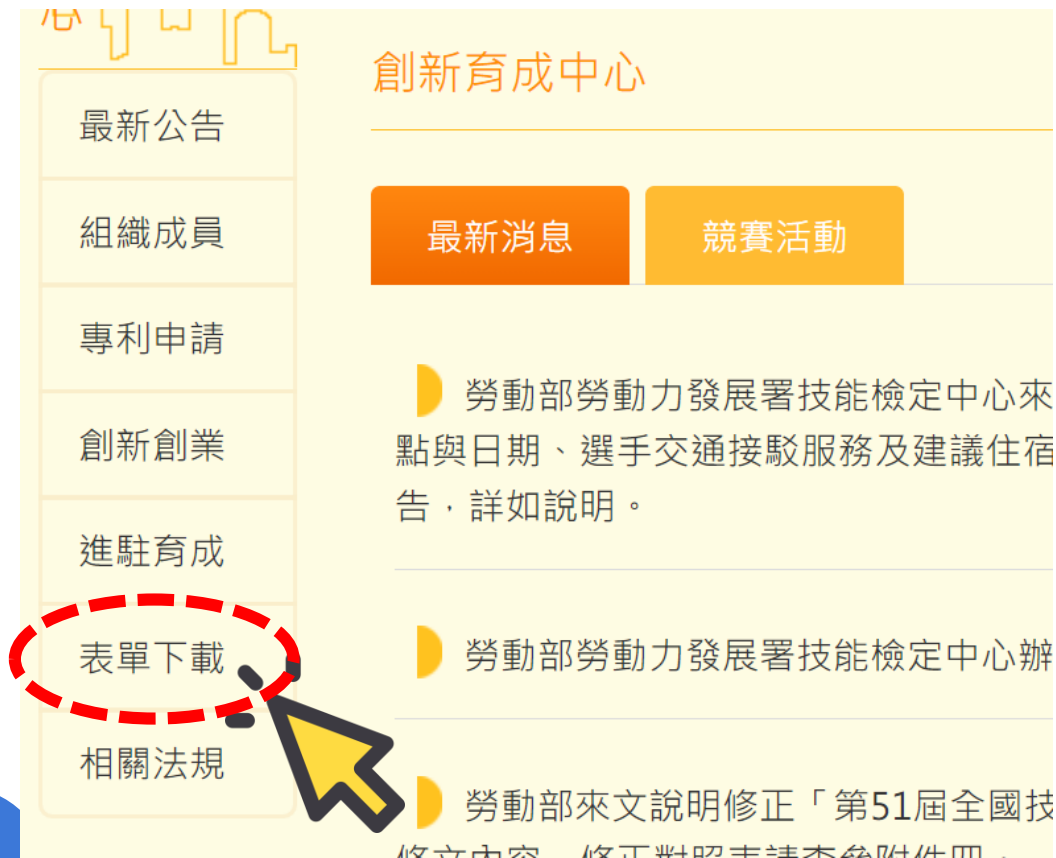 最新公告
組織成員
專利申請
創新創業
進駐育成
表單下載
相關法規
創新育成中心
最新消息
競賽活動
勞動部勞動力發展署技能檢定中心來
點與日期、選手交通接駁服務及建議住宿
告，詳如說明。
勞動部勞動力發展署技能檢定中心辦
勞動部來文說明修正「第51屆全國技